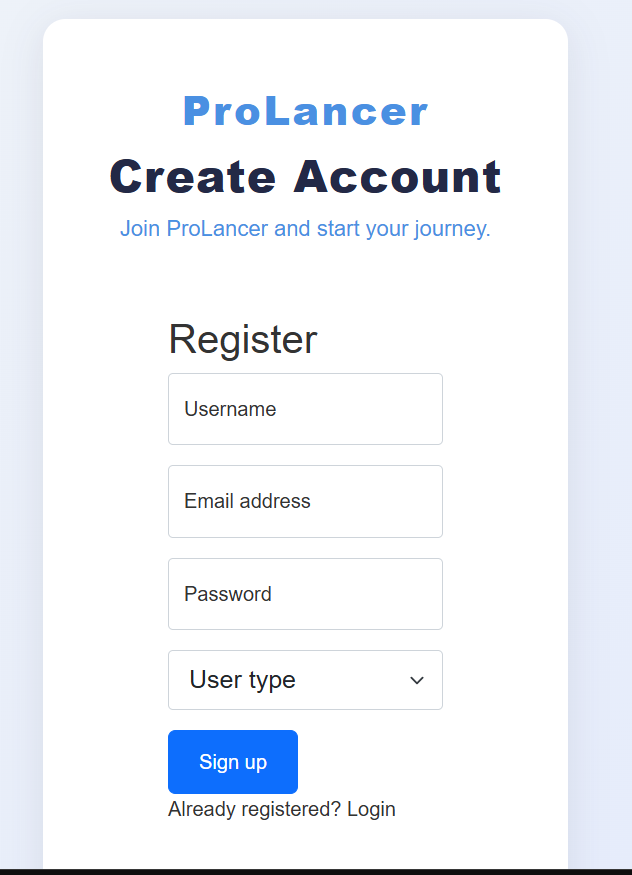 ProLancer
Create Account
Join ProLancer and start your journey.
Register
Username
Email address
Password
User type
Sign up
Already registered? Login